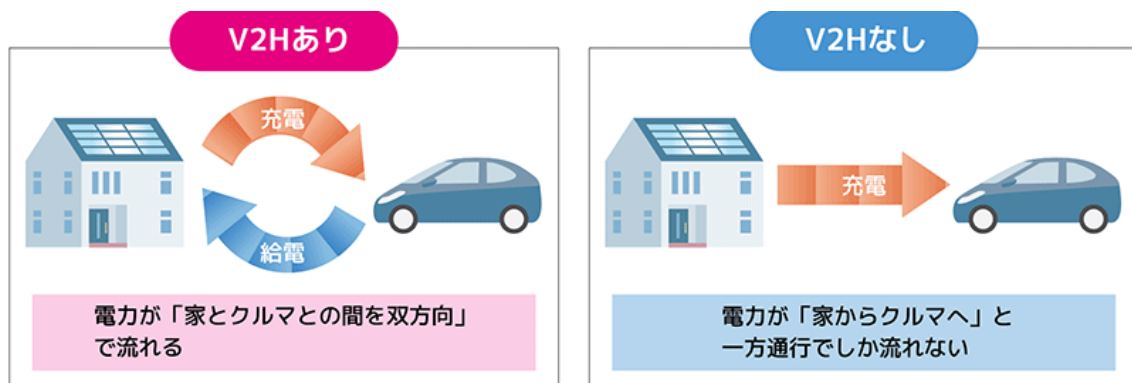 V2Hあり
充電
給電
電力が「家とクルマとの間を双方向」
で流れる
V2Hなし
充電
電力が「家からクルマへ」と
一方通行でしか流れない